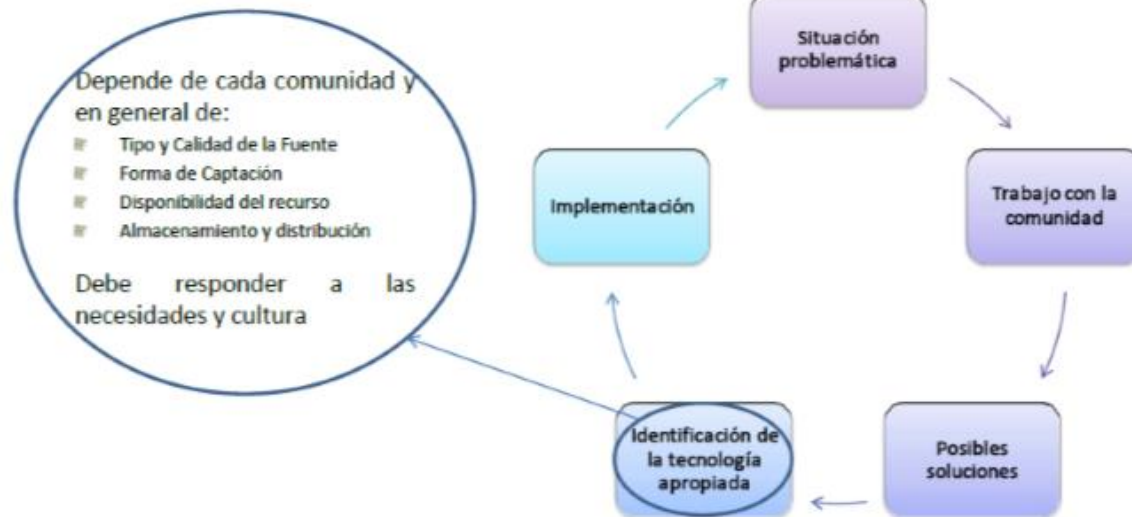 Depende de cada comunidad y
en general de:
Tipo y Calidad de la Fuente
Forma de Captación
Disponibilidad del recurso
Almacenamiento y distribución
Debe responder a las
necesidades y cultura
Situación
problemática
Trabajo con la
comunidad
Posibles
soluciones
Identificación de
la tecnología
apropiada
Implementación